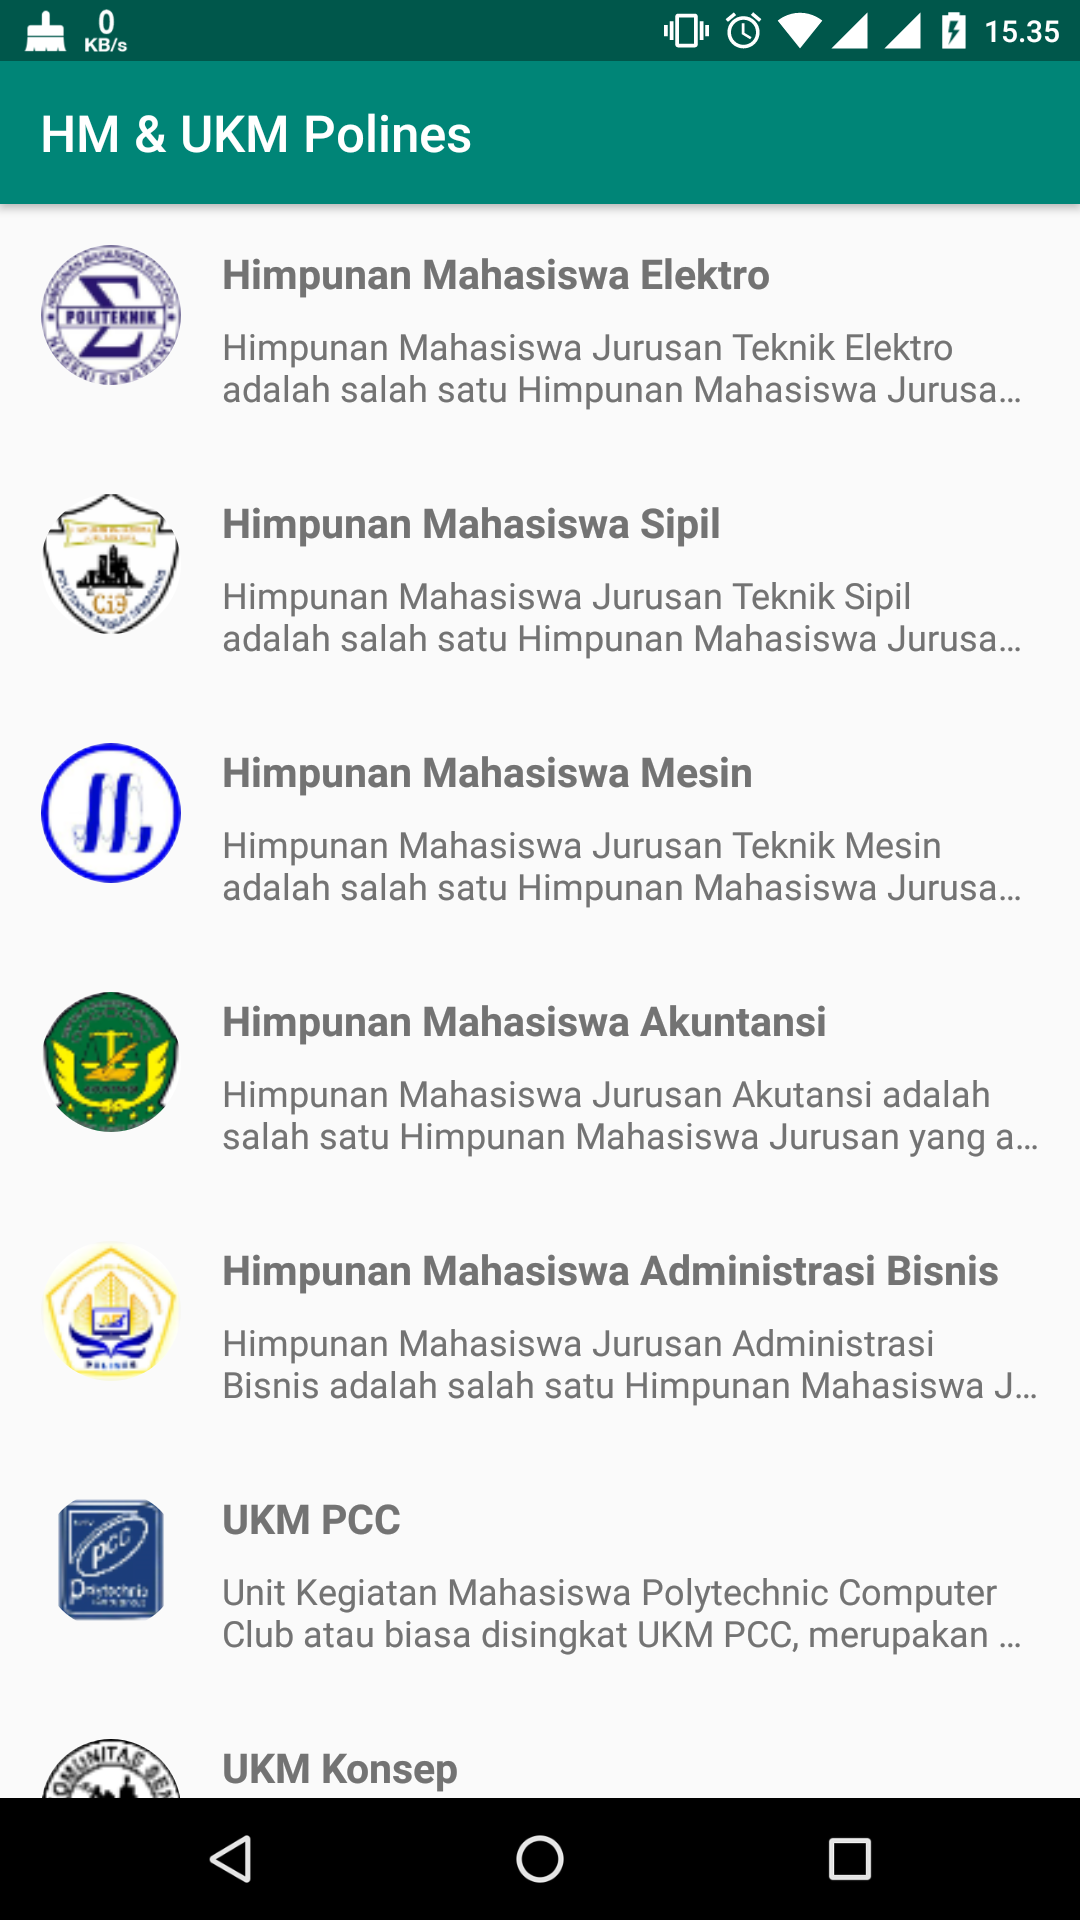 0
KB/s
15.35
HM & UKM Polines
POLITEKNIK
NEGERI SEMARANG
Himpunan Mahasiswa Elektro
Himpunan Mahasiswa Jurusan Teknik Elektro
adalah salah satu Himpunan Mahasiswa Jurusa…
Himpunan Mahasiswa Sipil
Himpunan Mahasiswa Jurusan Teknik Sipil
adalah salah satu Himpunan Mahasiswa Jurusa…
Himpunan Mahasiswa Mesin
Himpunan Mahasiswa Jurusan Teknik Mesin
adalah salah satu Himpunan Mahasiswa Jurusa…
Himpunan Mahasiswa Akuntansi
Himpunan Mahasiswa Jurusan Akutansi adalah
salah satu Himpunan Mahasiswa Jurusan yang a…
Himpunan Mahasiswa Administrasi Bisnis
Himpunan Mahasiswa Jurusan Administrasi
Bisnis adalah salah satu Himpunan Mahasiswa J…
POLINES
pcc
UKM PCC
Unit Kegiatan Mahasiswa Polytechnic Computer
Club atau biasa disingkat UKM PCC, merupakan …
UKM Konsep